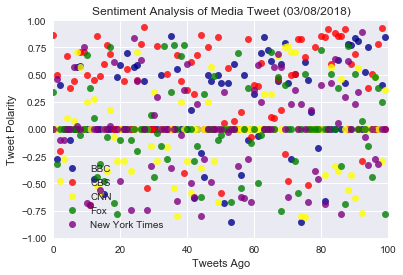 Sentiment Analysis of Media Tweet (03/08/2018)
1.00
0.75
0.50
0.25
0.00
−0.25
−0.50
−0.75
−1.00
Tweet Polarity
BBC
CBS
CNN
Fox
New York Times
0 20 40 60 80 100
Tweets Ago